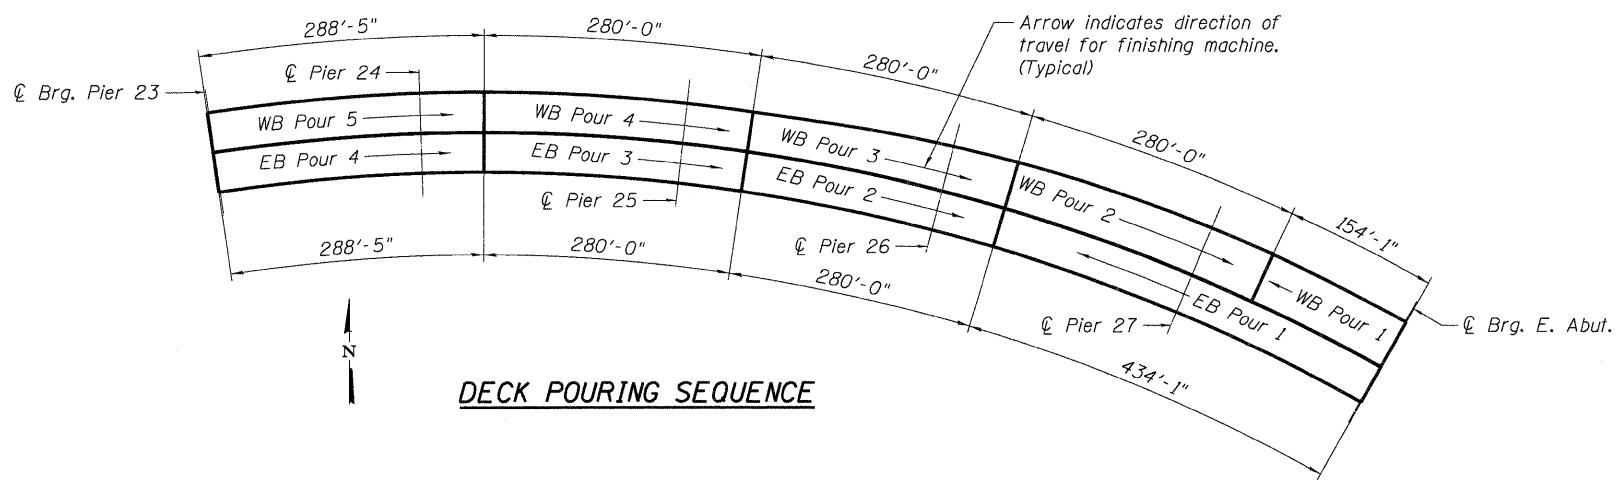 288'-5"
280'-0"
280'-0"
280'-0"
154'-1"
Arrow indicates direction of
travel for finishing machine.
(Typical)
℄ Brg. Pier 23
℄ Pier 24
WB Pour 5
WB Pour 4
WB Pour 3
WB Pour 2
WB Pour 1
EB Pour 4
EB Pour 3
EB Pour 2
EB Pour 1
℄ Pier 25
℄ Pier 26
℄ Pier 27
℄ Brg. E. Abut.
288'-5"
280'-0"
280'-0"
434'-1"
N
DECK POURING SEQUENCE